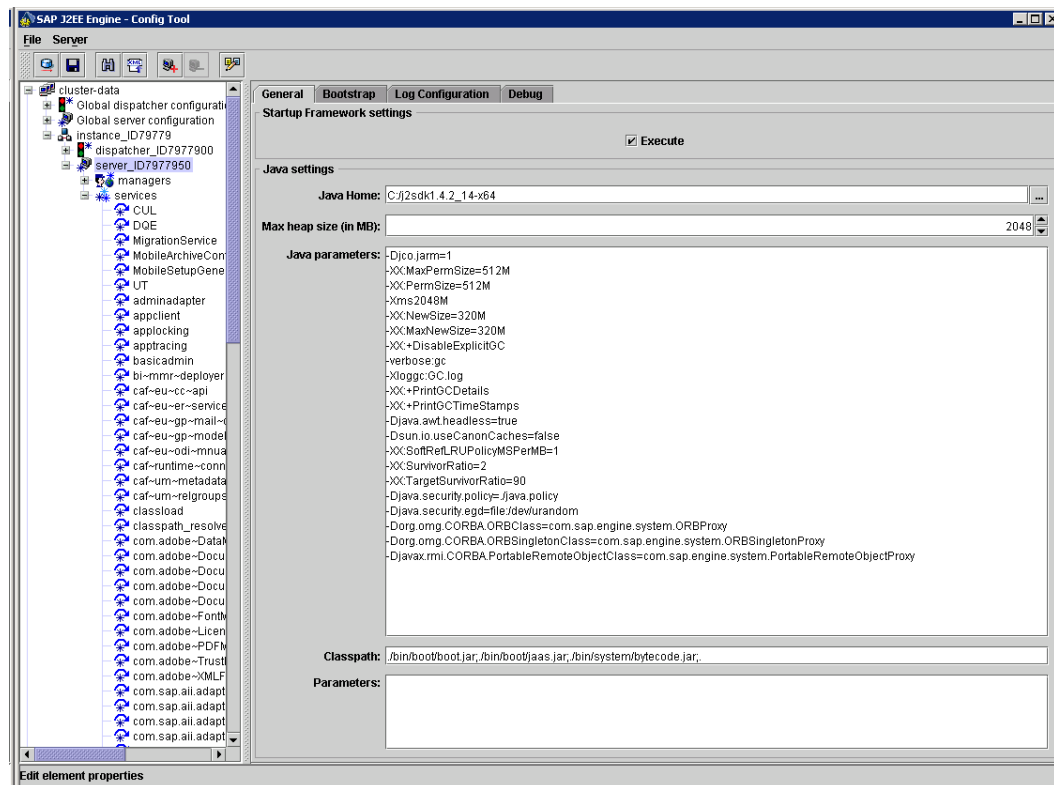 SAP J2EE Engine - Config Tool
File Server
cluster-data
Global dispatcher configurati
Global server configuration
instance_ID79779
dispatcher_ID7977900
server_ID7977950
managers
services
CUL
DQE
MigrationService
MobileArchiveCon
MobileSetupGene
UT
adminadapter
appclient
applocking
apptracing
basicadmin
bi~mmr~deployer
caf~eu~cc~api
caf~eu~er~service
caf~eu~gp~mail~c
caf~eu~gp~model
caf~eu~odi~mnua
caf~runtime~conn
caf~um~metadata
caf~um~relgroups
classload
classpath_resolve
com.adobe~DataM
com.adobe~Docu
com.adobe~Docu
com.adobe~Docu
com.adobe~FontM
com.adobe~Licen
com.adobe~PDFM
com.adobe~Trustl
com.adobe~XMLF
com.sap.aii.adapt
com.sap.aii.adapt
com.sap.aii.adapt
com.sap.aii.adapt
General Bootstrap Log Configuration Debug
Startup Framework settings
Execute
Java settings
Java Home: C:/j2sdk1.4.2_14-x64 ...
Max heap size (in MB): 2048
Java parameters: -Djco.jarm=1
-XX:MaxPermSize=512M
-XX:PermSize=512M
-Xms2048M
-XX:NewSize=320M
-XX:MaxNewSize=320M
-XX:+DisableExplicitGC
-verbose:gc
-Xloggc:GC.log
-XX:+PrintGCDetails
-XX:+PrintGCTimeStamps
-Djava.awt.headless=true
-Dsun.io.useCanonCaches=false
-XX:SoftRefLRUPolicyMSPerMB=1
-XX:SurvivorRatio=2
-XX:TargetSurvivorRatio=90
-Djava.security.policy=./java.policy
-Djava.security.egd=file:/dev/urandom
-Dorg.omg.CORBA.ORBClass=com.sap.engine.system.ORBProxy
-Dorg.omg.CORBA.ORBSingletonClass=com.sap.engine.system.ORBSingletonProxy
-Djavax.rmi.CORBA.PortableRemoteObjectClass=com.sap.engine.system.PortableRemoteObjectProxy
Classpath: ./bin/boot/boot.jar;./bin/boot/jaas.jar;./bin/system/bytecode.jar;.
Parameters:
Edit element properties